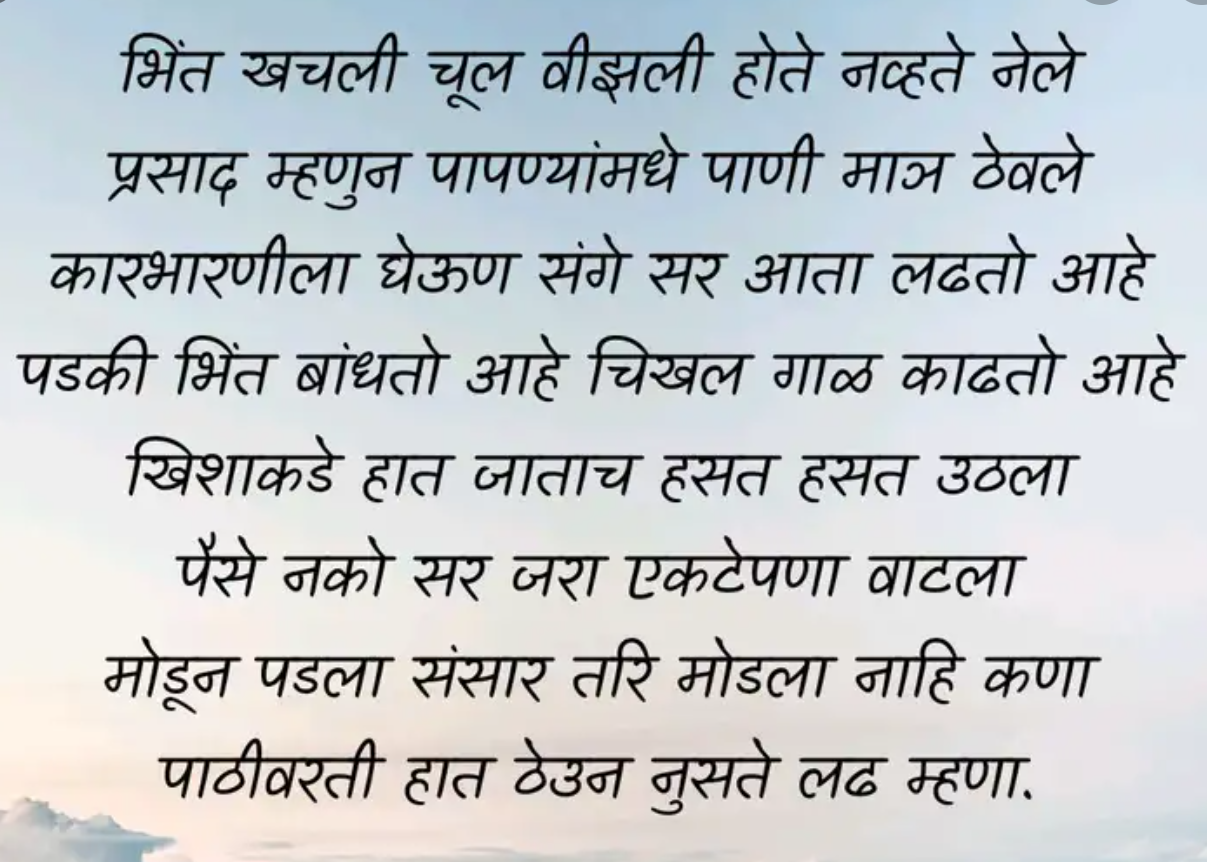 भिंत खचली चूल वीझली होते नव्हते नेले
प्रसाद म्हणुन पापण्यांमधे पाणी मात्र ठेवले
कारभारणीला घेऊण संगे सर आता लढतो आहे
पडकी भिंत बांधतो आहे चिखल गाळ काढतो आहे
खिशाकडे हात जाताच हसत हसत उठला
पैसे नको सर जरा एकटेपणा वाटला
मोडून पडला संसार तरि मोडला नाहि कणा
पाठीवरती हात ठेउन नुसते लढ म्हणा.